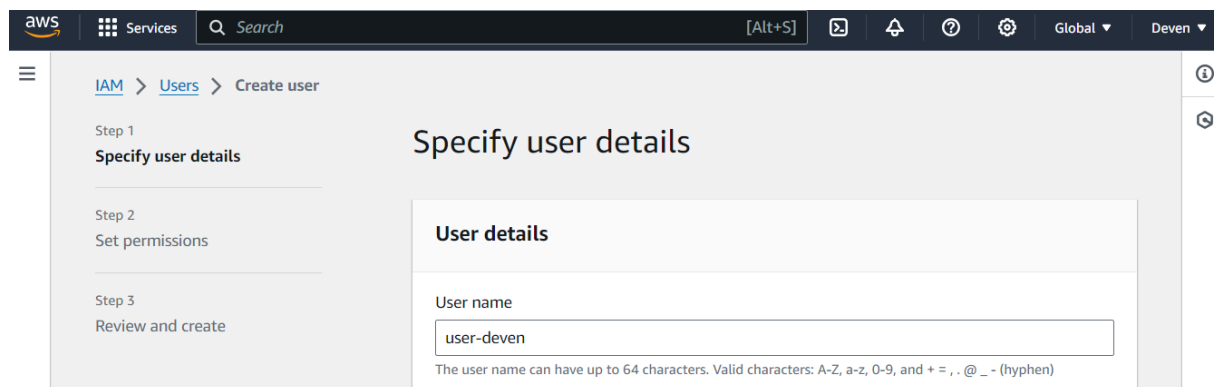 aws
Services
Search [Alt+S]
Global ▼
Deven ▼
IAM > Users > Create user
Step 1
Specify user details
Step 2
Set permissions
Step 3
Review and create
Specify user details
User details
User name
user-deven
The user name can have up to 64 characters. Valid characters: A-Z, a-z, 0-9, and + = , . @ _ - (hyphen)